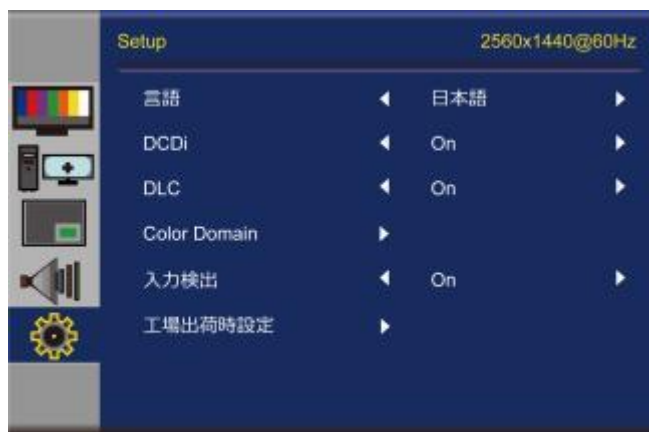 Setup 2560x1440@60Hz
言語 日本語
DCDi On
DLC On
Color Domain
入力検出 On
工場出荷時設定